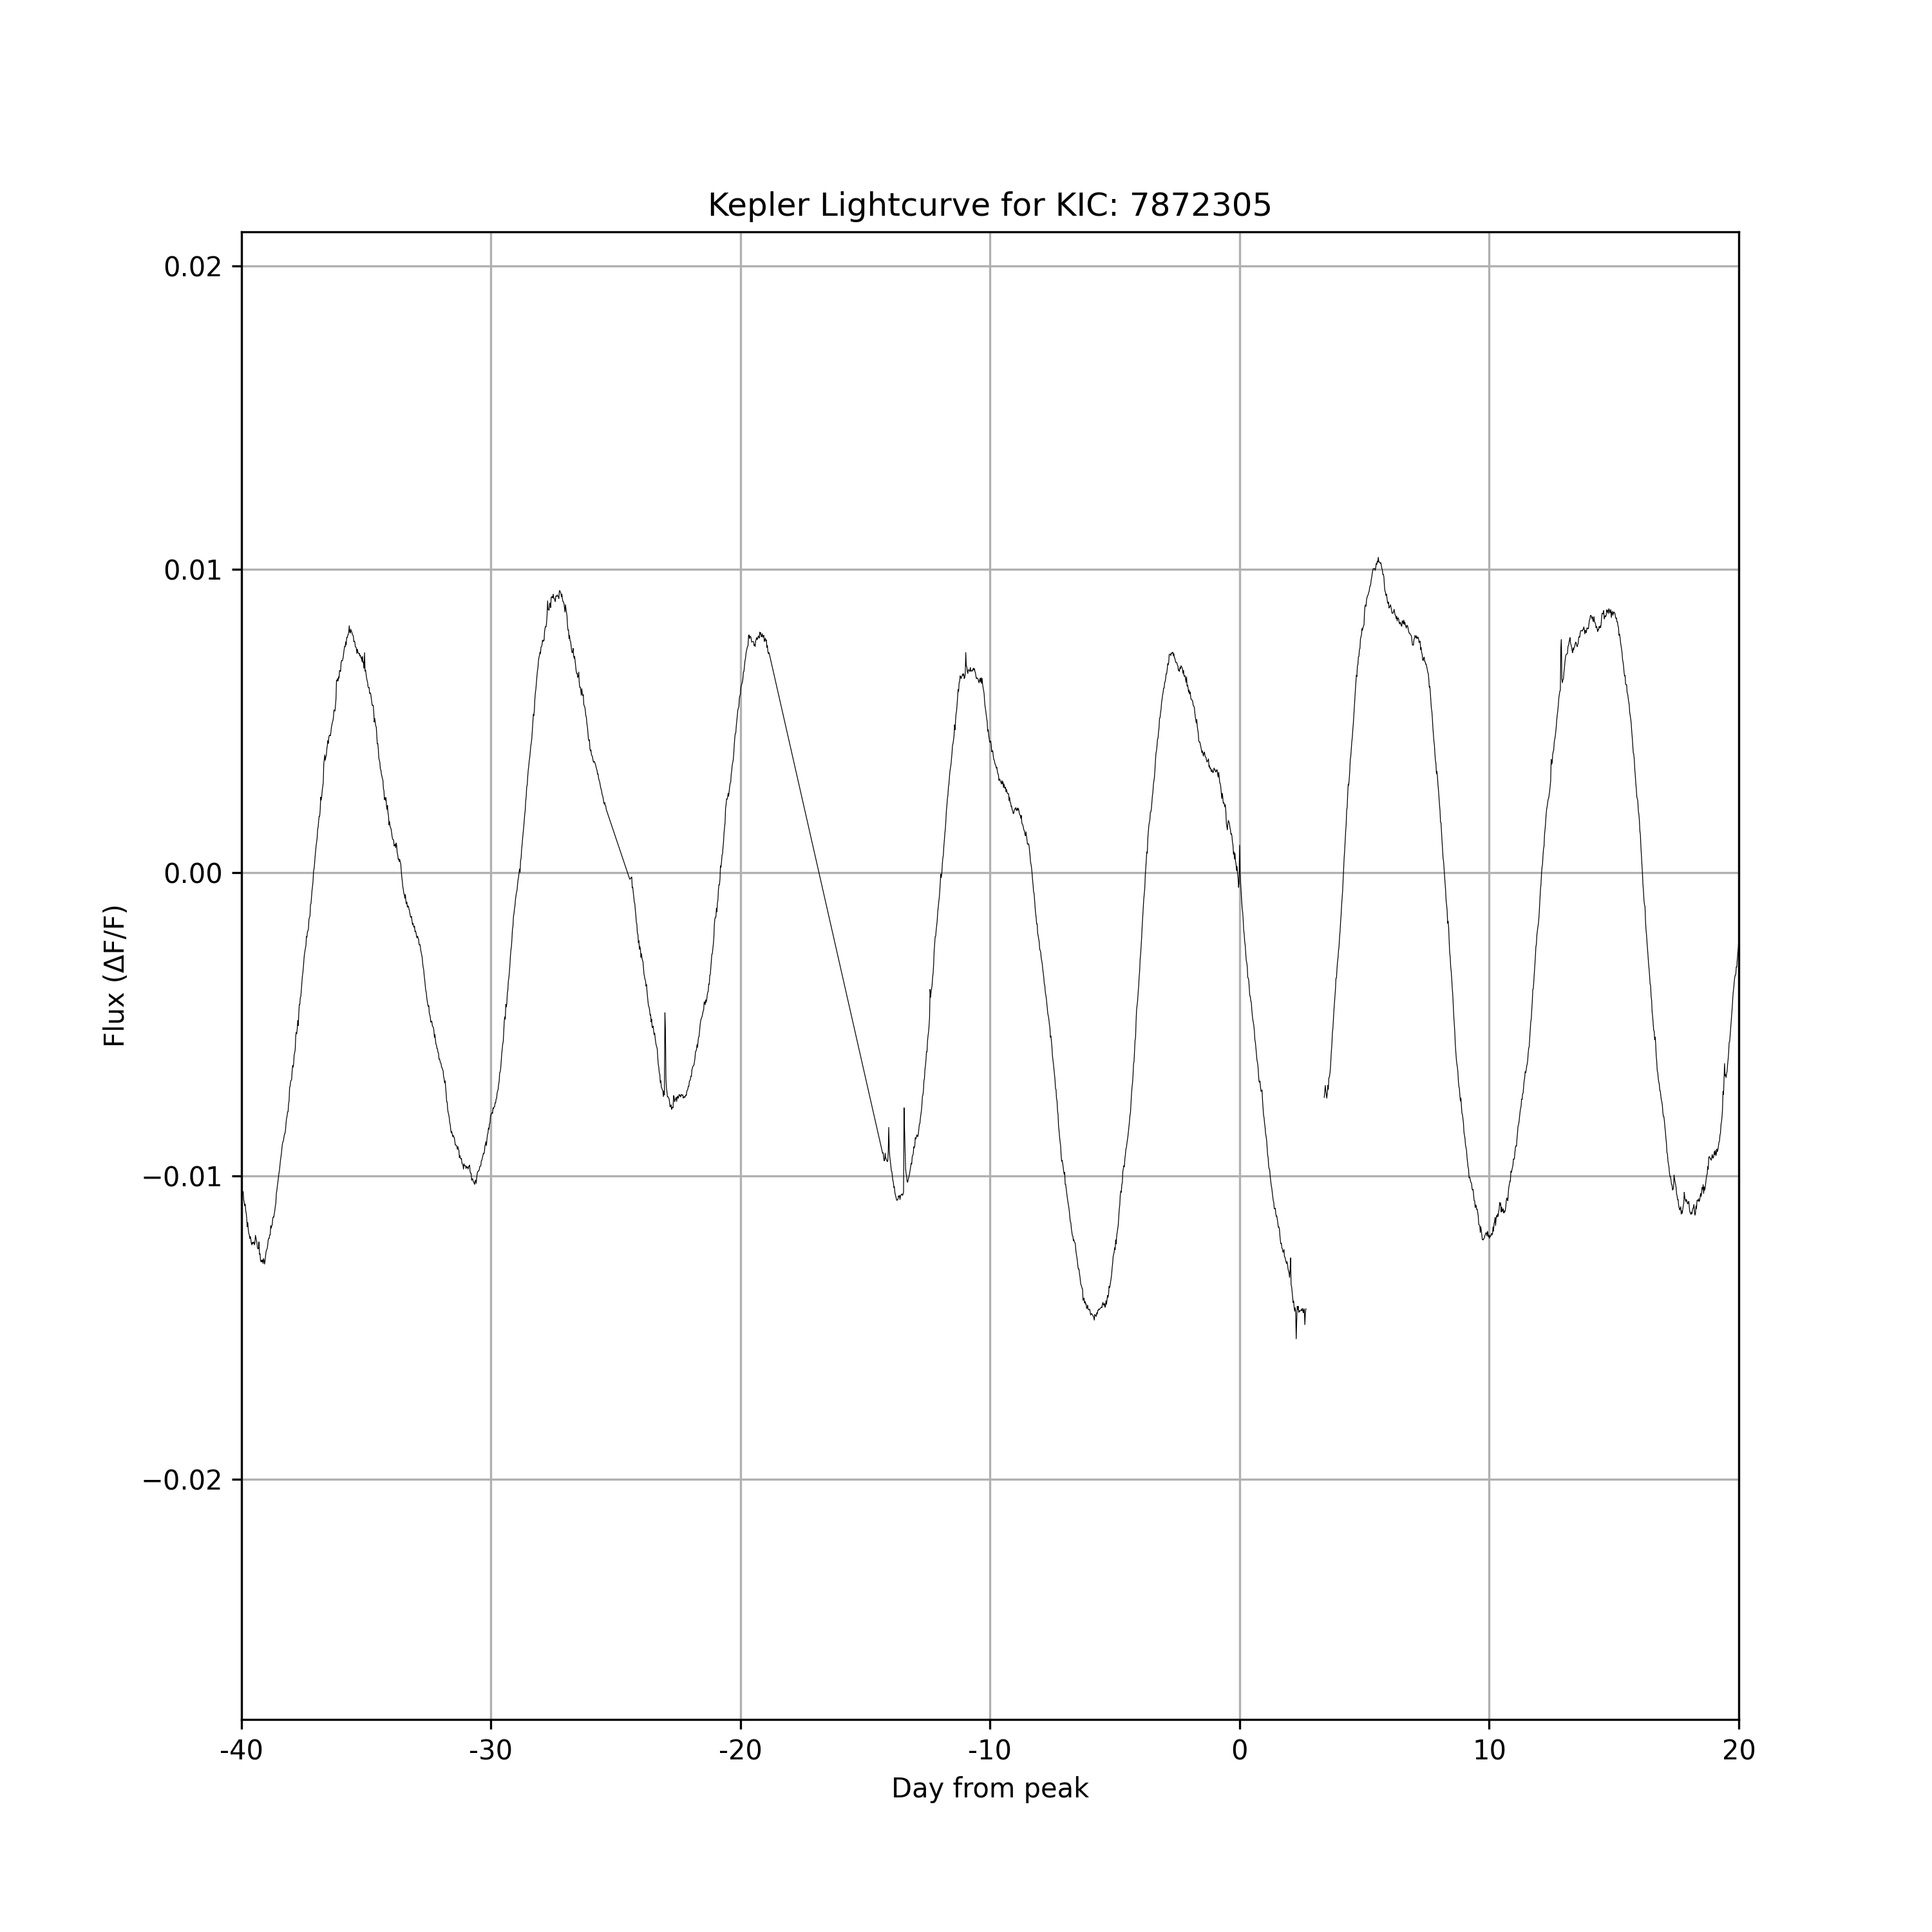 Kepler Lightcurve for KIC: 7872305
0.02
0.01
0.00
−0.01
−0.02
Flux (ΔF/F)
-40 -30 -20 -10 0 10 20
Day from peak